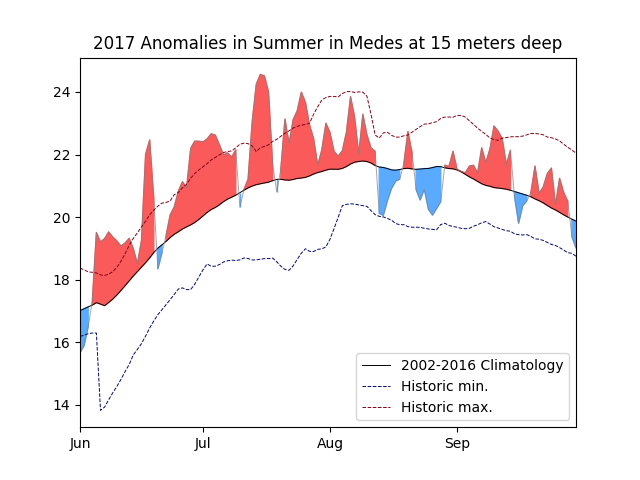 2017 Anomalies in Summer in Medes at 15 meters deep
24
22
20
18
16
14
Jun Jul Aug Sep
2002-2016 Climatology
Historic min.
Historic max.